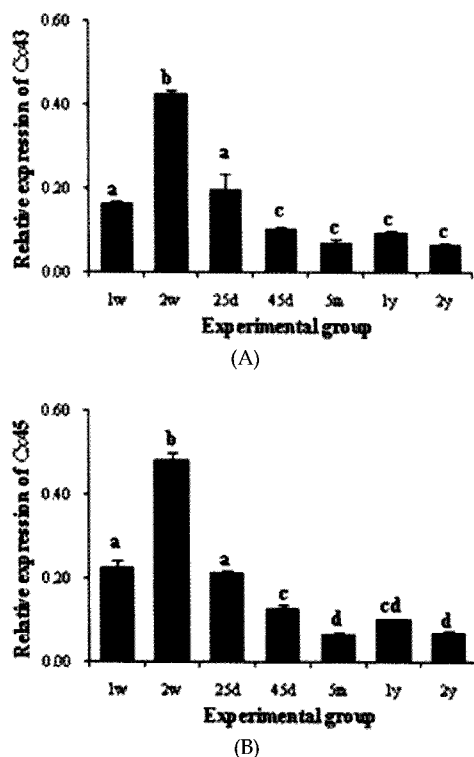 0.60
0.40
0.20
0.00
Relative expression of Cx43
a
b
a
c
c
c
c
1w 2w 25d 45d 5m 1y 2y
Experimental group
(A)
0.60
0.40
0.20
0.00
Relative expression of Cx45
a
b
a
c
d
cd
d
1w 2w 25d 45d 5m 1y 2y
Experimental group
(B)